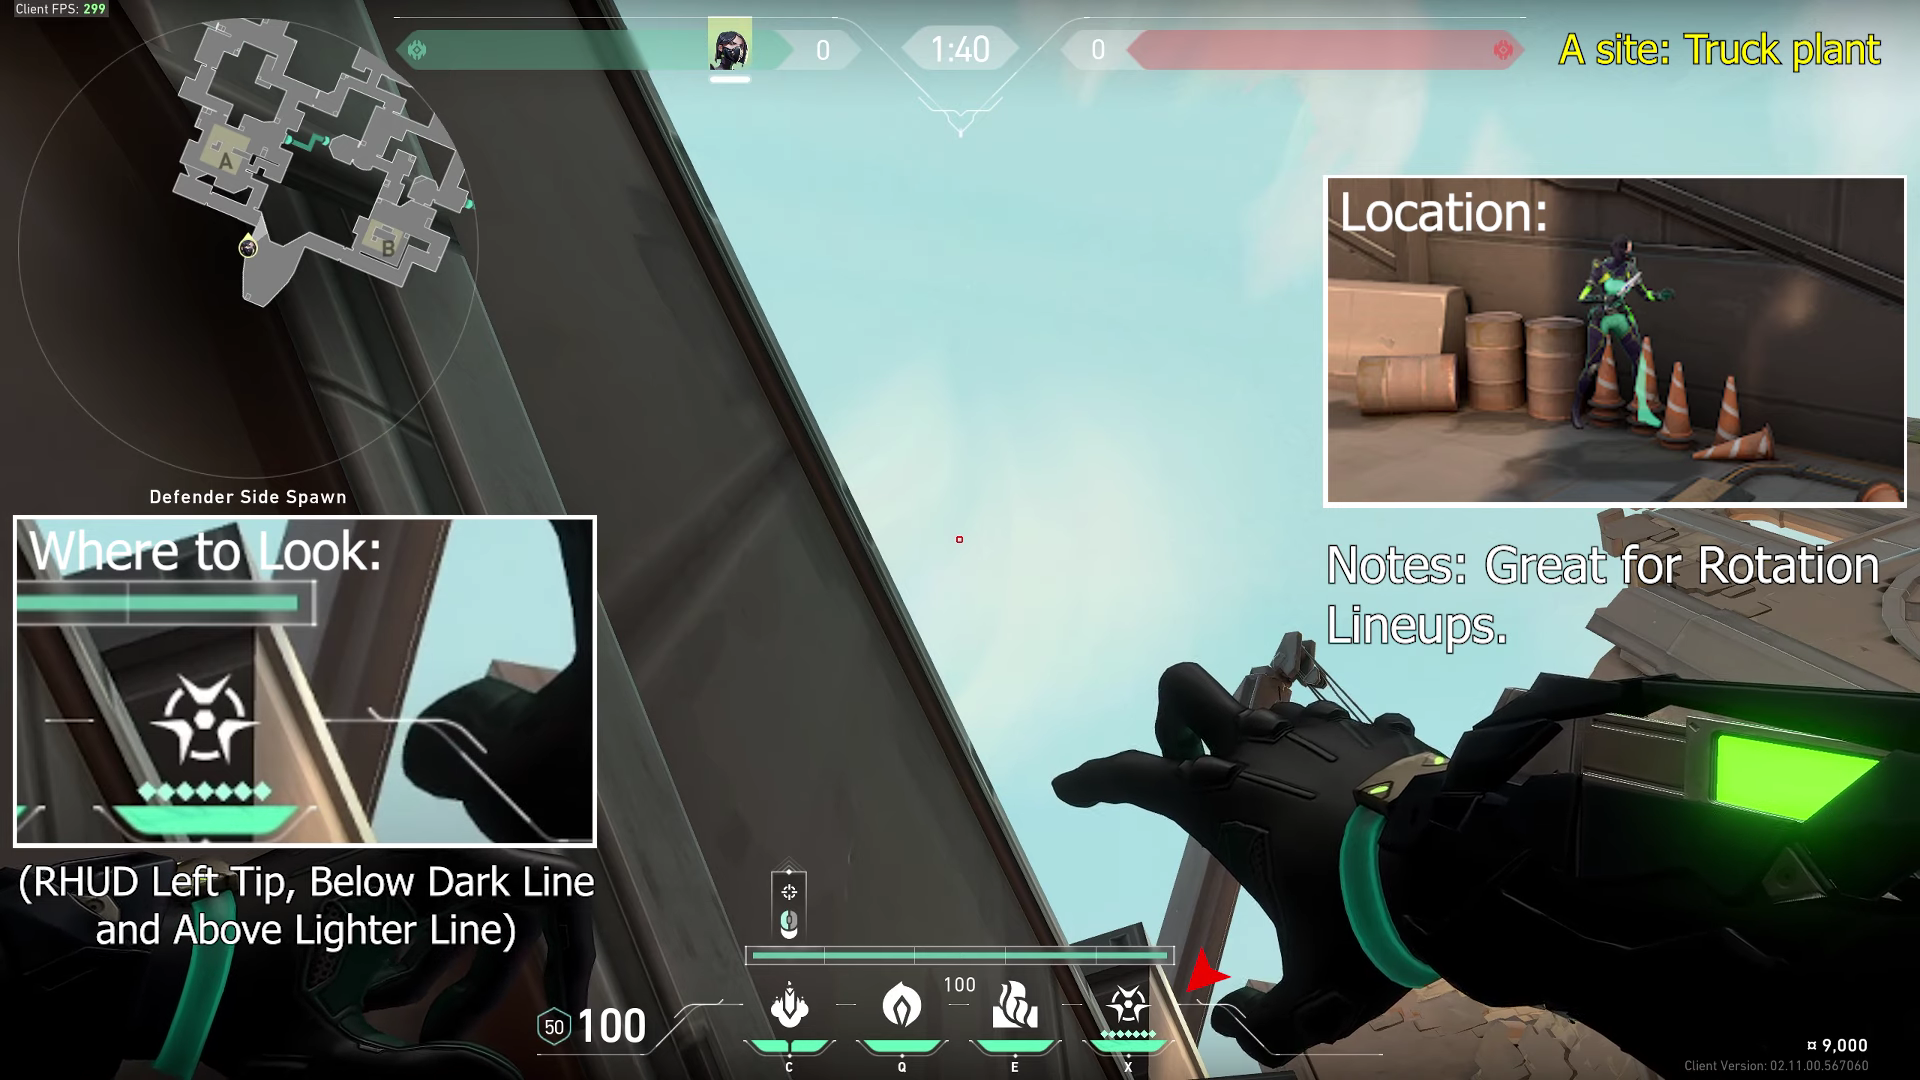 Client FPS: 299
0
1:40
0
A site: Truck plant
A
B
Defender Side Spawn
Location:
Where to Look:
Notes: Great for Rotation
Lineups.
(RHUD Left Tip, Below Dark Line
and Above Lighter Line)
50
100
100
C
Q
E
X
¤ 9,000
Client Version: 02.11.00.567060